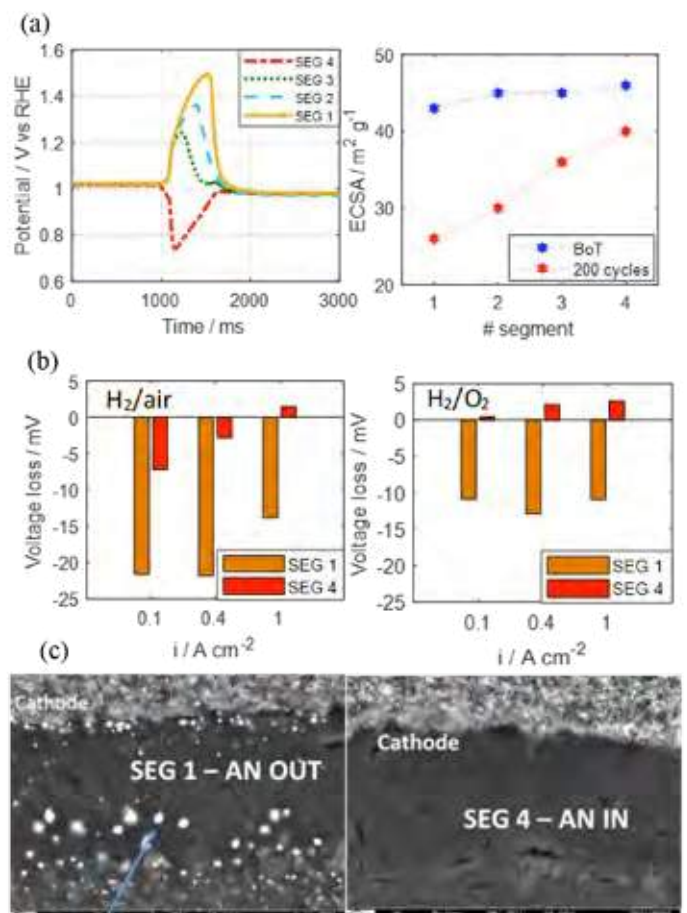 (a)
1.6
1.4
1.2
1
0.8
0.6
Potential / V vs RHE
0
1000
2000
3000
Time / ms
SEG 4
SEG 3
SEG 2
SEG 1
50
40
30
20
ECSA / m² g⁻¹
1
2
3
4
# segment
BoT
200 cycles
(b)
H₂/air
5
0
-5
-10
-15
-20
-25
Voltage loss / mV
0.1
0.4
1
i / A cm⁻²
SEG 1
SEG 4
H₂/O₂
5
0
-5
-10
-15
-20
-25
Voltage loss / mV
0.1
0.4
1
i / A cm⁻²
SEG 1
SEG 4
(c)
Cathode
SEG 1 – AN OUT
Cathode
SEG 4 – AN IN